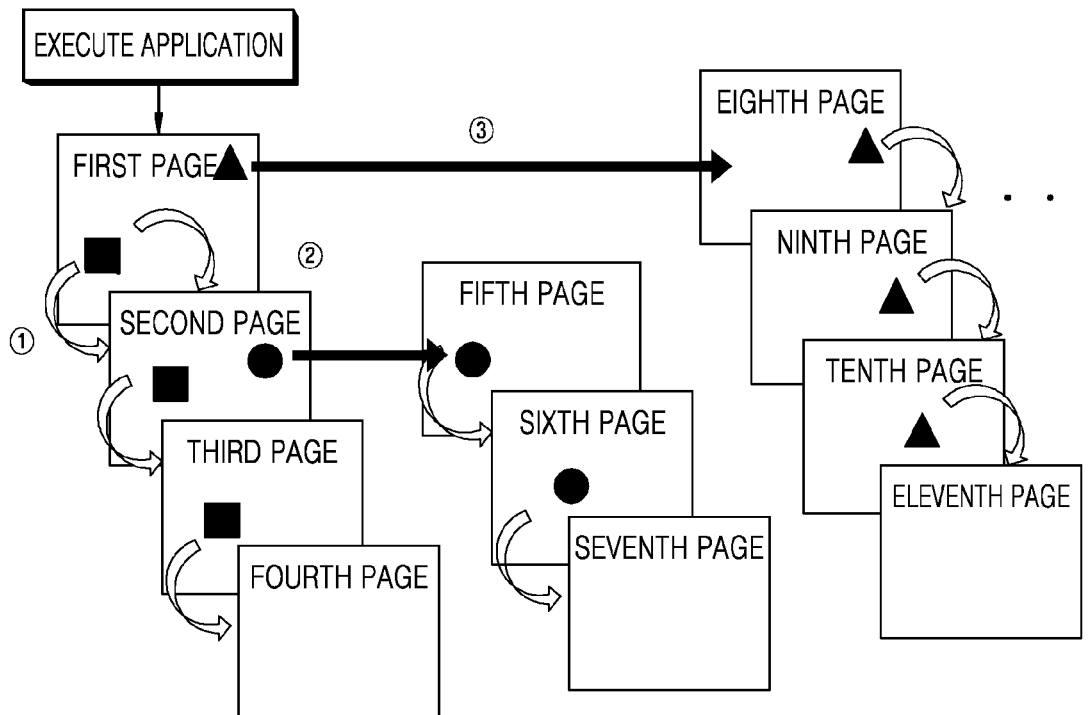 EXECUTE APPLICATION
FIRST PAGE
①
②
③
SECOND PAGE
THIRD PAGE
FOURTH PAGE
FIFTH PAGE
SIXTH PAGE
SEVENTH PAGE
EIGHTH PAGE
NINTH PAGE
TENTH PAGE
ELEVENTH PAGE
. .